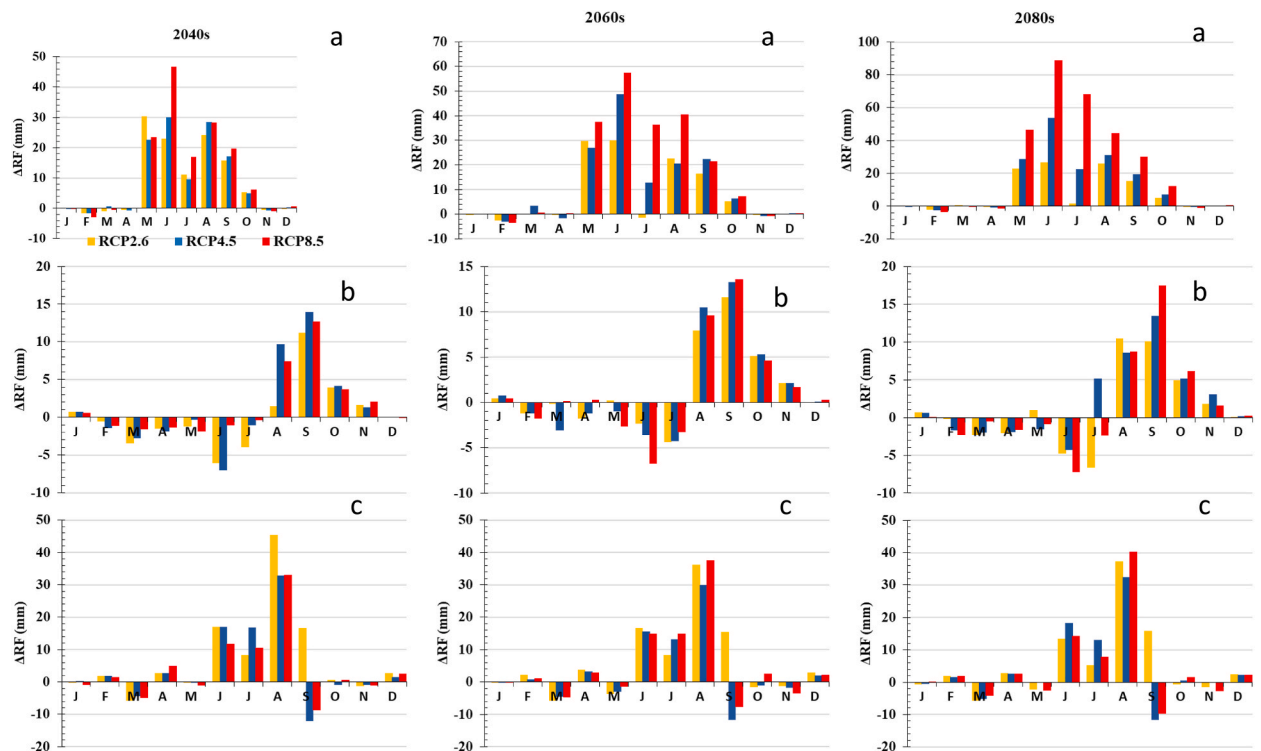 2040s
a
ΔRF (mm)
50
40
30
20
10
0
-10
J F M A M J J A S O N D
RCP2.6 RCP4.5 RCP8.5
2060s
a
ΔRF (mm)
70
60
50
40
30
20
10
0
-10
J F M A M J J A S O N D
2080s
a
ΔRF (mm)
100
80
60
40
20
0
-20
J F M A M J J A S O N D
b
ΔRF (mm)
20
15
10
5
0
-5
-10
J F M A M J J A S O N D
b
ΔRF (mm)
15
10
5
0
-5
-10
J F M A M J J A S O N D
b
ΔRF (mm)
20
15
10
5
0
-5
-10
J F M A M J J A S O N D
c
ΔRF (mm)
50
40
30
20
10
0
-10
-20
J F M A M J J A S O N D
c
ΔRF (mm)
50
40
30
20
10
0
-10
-20
J F M A M J J A S O N D
c
ΔRF (mm)
50
40
30
20
10
0
-10
-20
J F M A M J J A S O N D